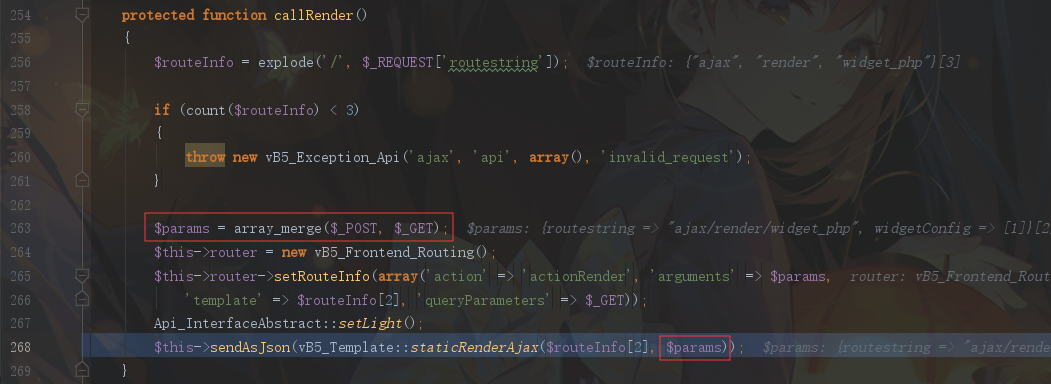 254 protected function callRender()
255 {
256 $routeInfo = explode('/', $_REQUEST['routestring']); $routeInfo: {"ajax", "render", "widget_php"}[3]
257
258 if (count($routeInfo) < 3)
259 {
260 throw new vB5_Exception_Api('ajax', 'api', array(), 'invalid_request');
261 }
262
263 $params = array_merge($_POST, $_GET); $params: {routestring => "ajax/render/widget_php", widgetConfig => [1]}[2]
264 $this->router = new vB5_Frontend_Routing();
265 $this->router->setRouteInfo(array('action' => 'actionRender', 'arguments' => $params, router: vB5_Frontend_Rout
266 'template' => $routeInfo[2], 'queryParameters' => $_GET));
267 Api_InterfaceAbstract::setLight();
268 $this->sendAsJson(vB5_Template::staticRenderAjax($routeInfo[2], $params)); $params: {routestring => "ajax/rende
269 }